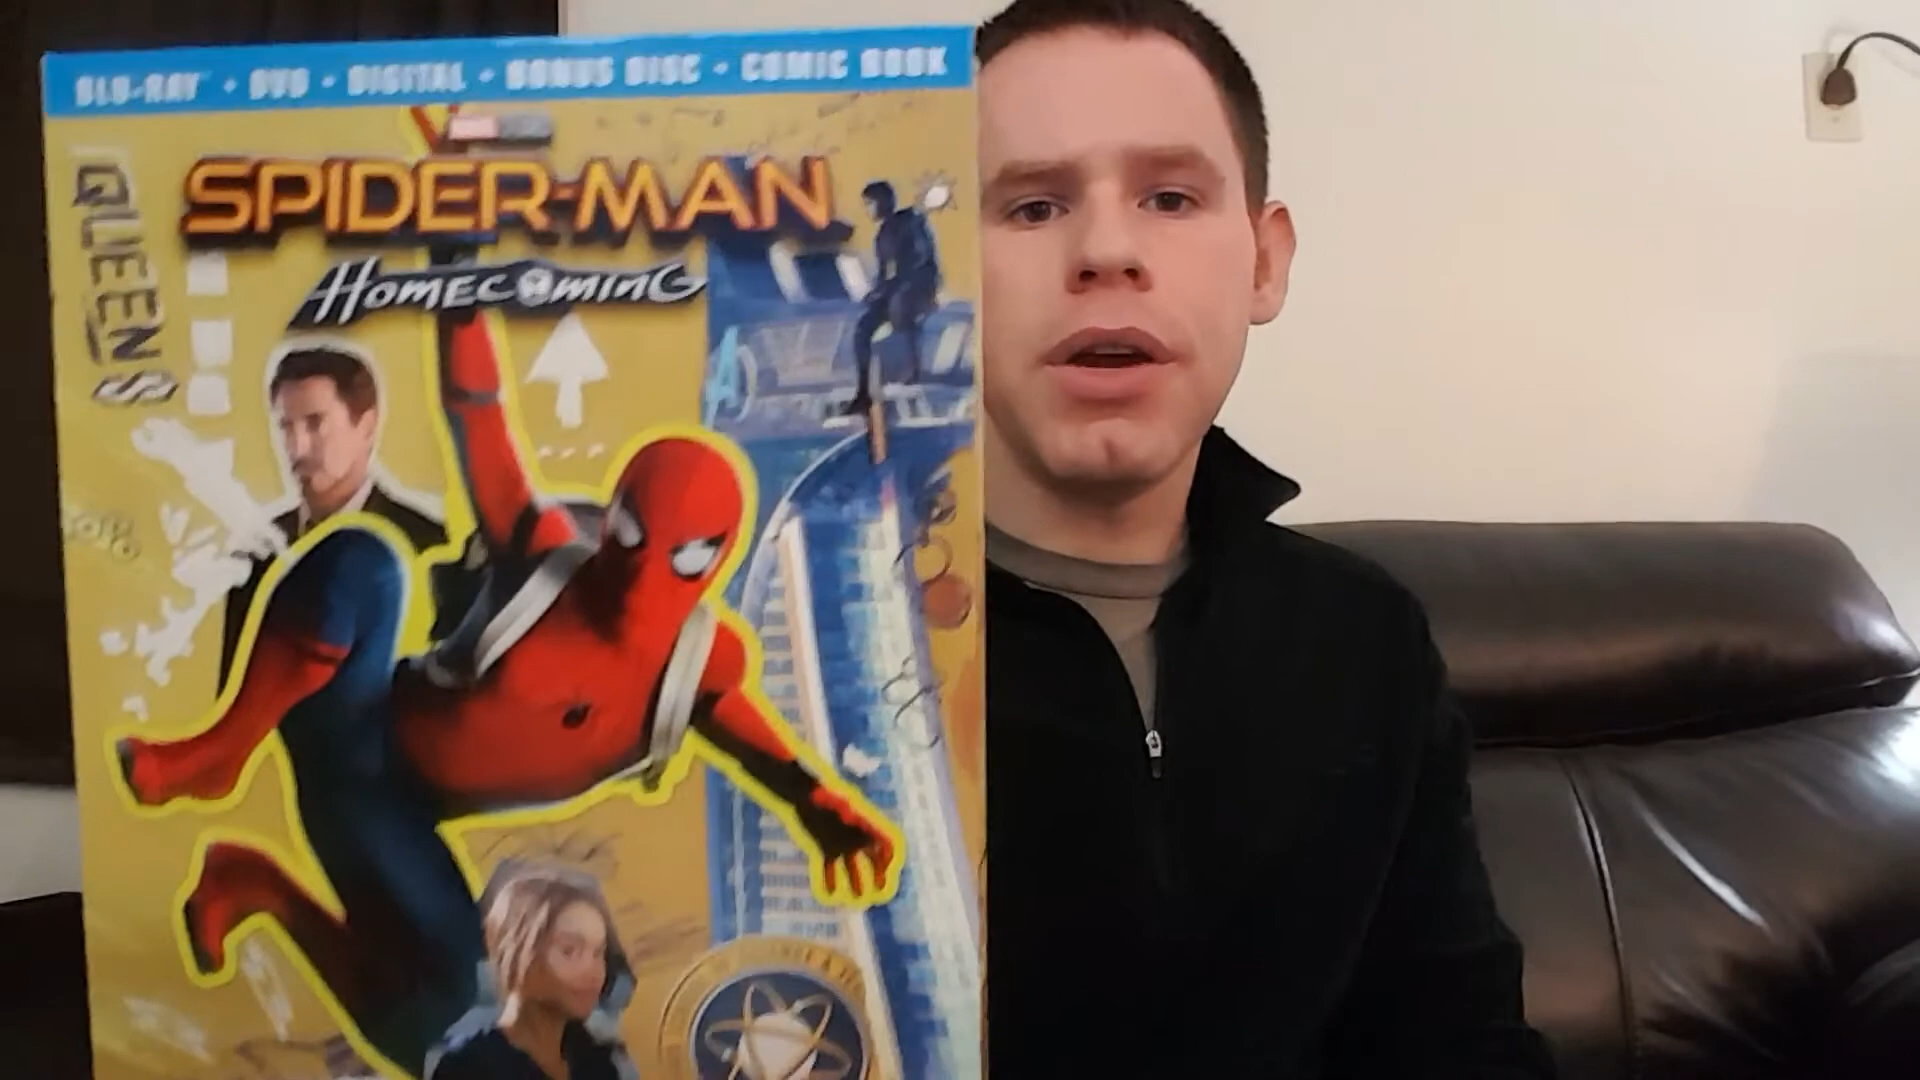 BLU-RAY • DVD • DIGITAL • BONUS DISC • COMIC BOOK
QUEENS
SPIDER-MAN
HOMECOMING